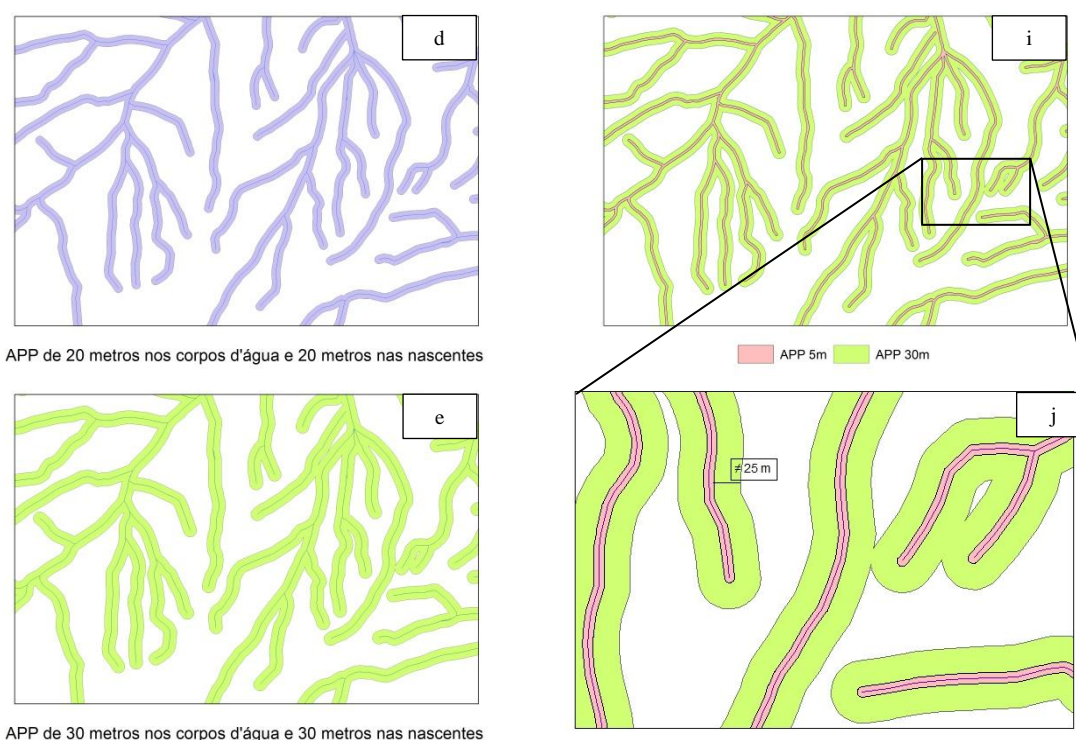 d
i
APP de 20 metros nos corpos d'água e 20 metros nas nascentes
APP 5m APP 30m
e
j
≠ 25 m
APP de 30 metros nos corpos d'água e 30 metros nas nascentes